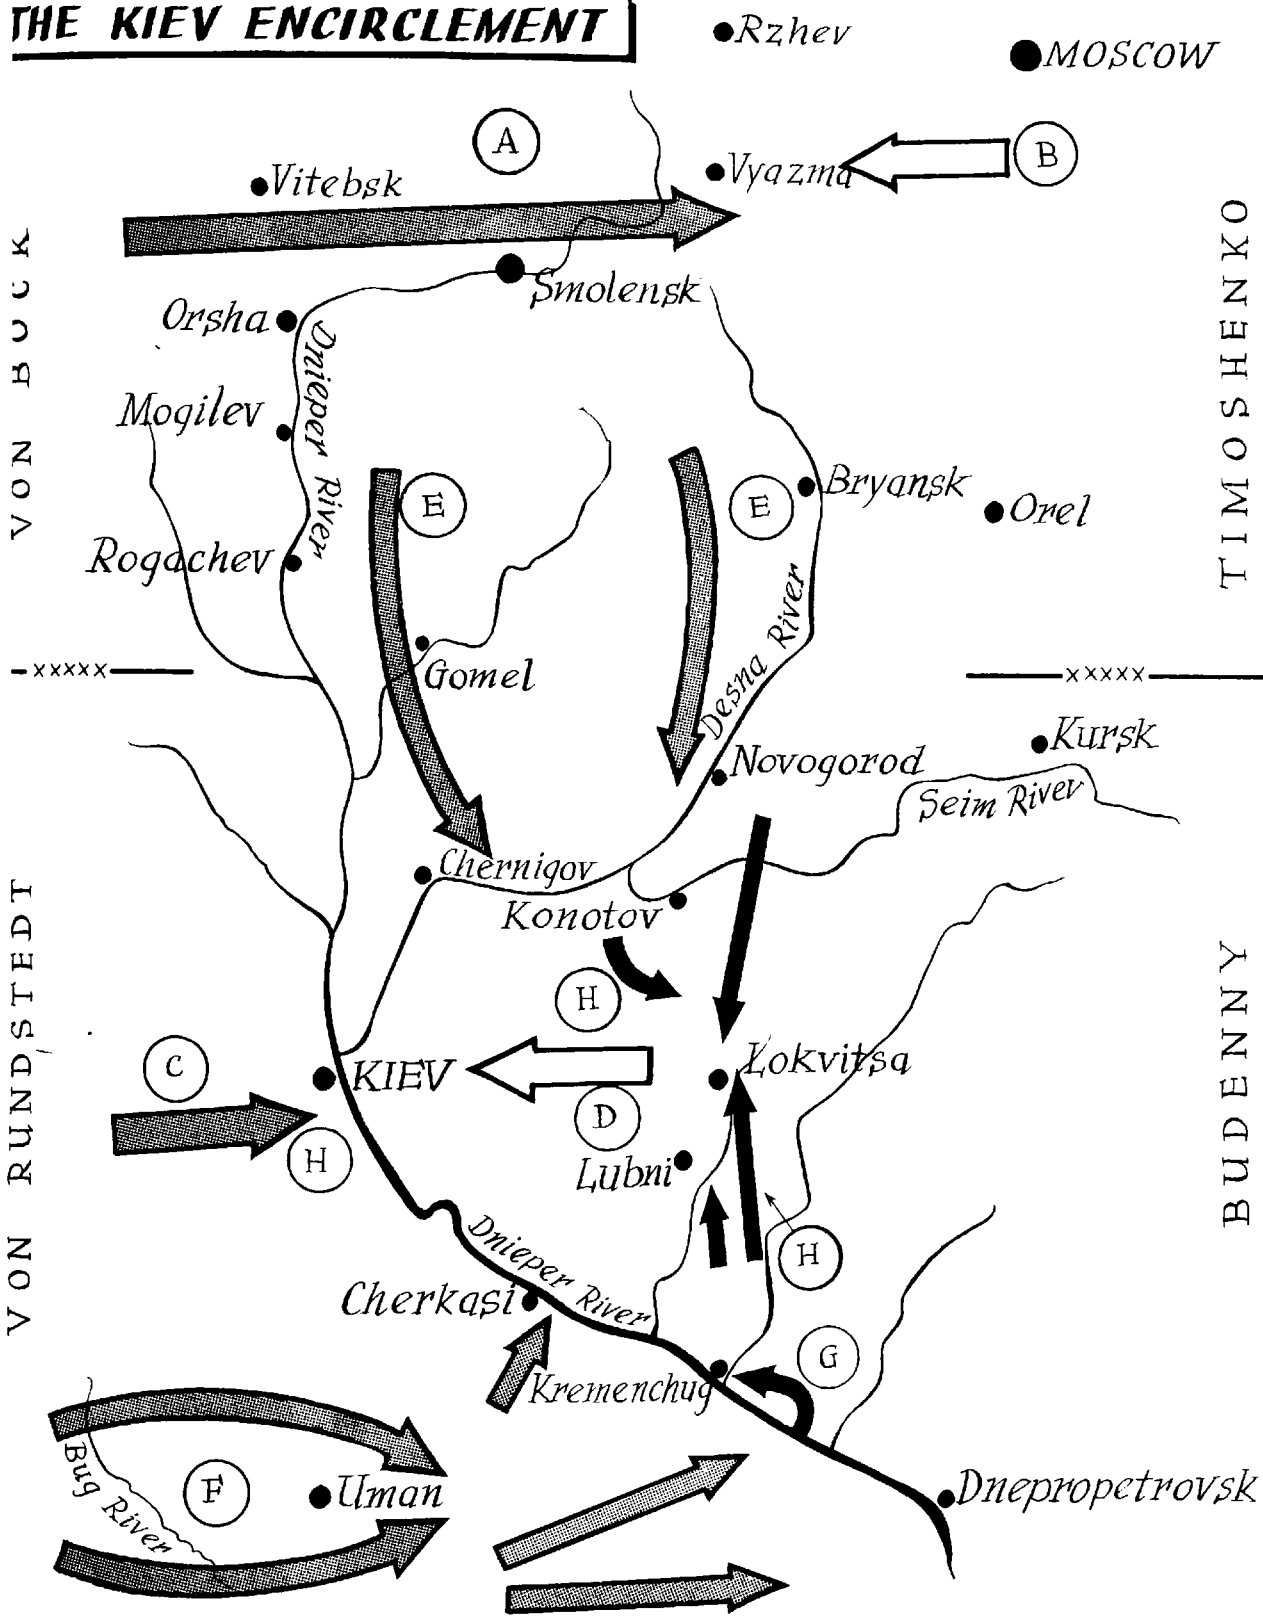 THE KIEV ENCIRCLEMENT
Rzhev
MOSCOW
A
B
Vitebsk
Vyazma
VON BOCK
TIMOSHENKO
Smolensk
Orsha
Dnieper River
Mogilev
E
E
Bryansk
Orel
Rogachev
Desna River
Gomel
xxxxx
xxxxx
Kursk
Novogorod
Seim River
Chernigov
Konotov
VON RUNDSTEDT
BUDENNY
H
C
KIEV
Lokvitsa
D
H
Lubni
Dnieper River
H
Cherkasi
G
Kremenchug
Bug River
F
Uman
Dnepropetrovsk